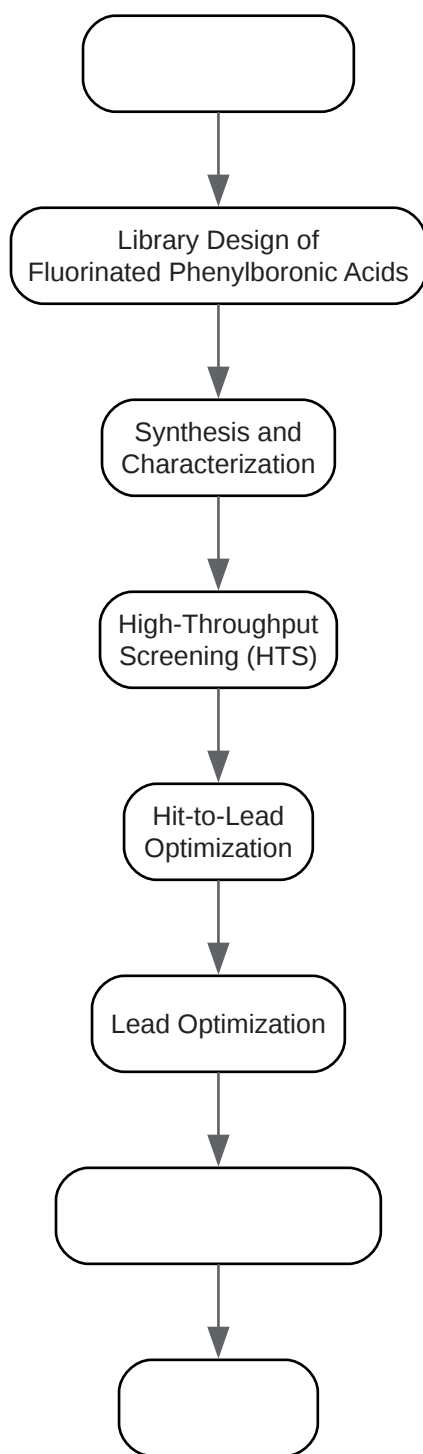 Library Design of
Fluorinated Phenylboronic Acids
Synthesis and
Characterization
High-Throughput
Screening (HTS)
Hit-to-Lead
Optimization
Lead Optimization